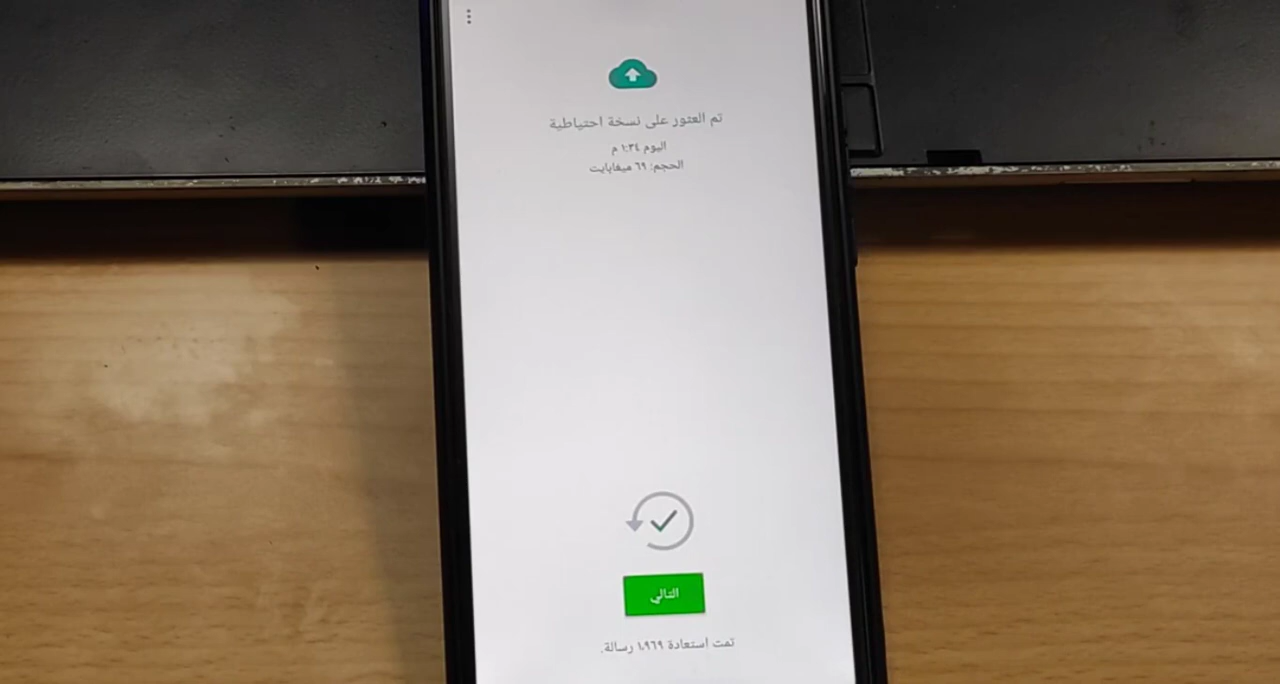 تم العثور على نسخة احتياطية
اليوم ١:٣٤ م
الحجم: ٦٩ ميغابايت
التالي
تمت استعادة ١،٩٦٩ رسالة.